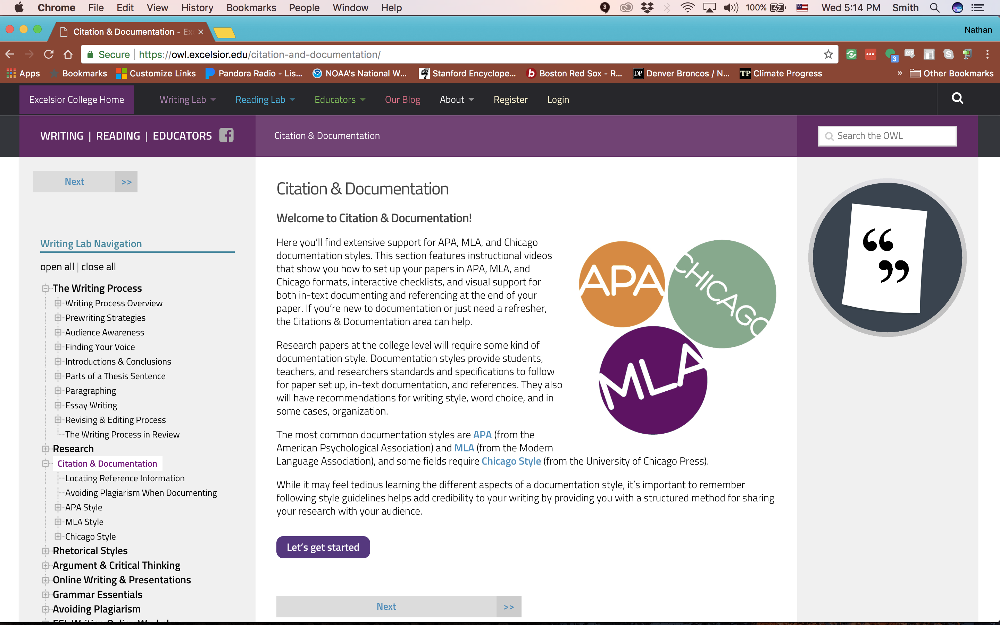 Chrome File Edit View History Bookmarks People Window Help
3 100% Wed 5:14 PM Smith
Citation & Documentation - Ex
Nathan
Secure https://owl.excelsior.edu/citation-and-documentation/
CSS S 3
Apps Bookmarks Customize Links Pandora Radio - Lis... NOAA's National W... Stanford Encyclope... b Boston Red Sox - R... DP Denver Broncos / N... TP Climate Progress » Other Bookmarks
Excelsior College Home Writing Lab Reading Lab Educators Our Blog About Register Login
WRITING | READING | EDUCATORS
Citation & Documentation
Search the OWL
Next >>
Writing Lab Navigation
open all | close all
The Writing Process
Writing Process Overview
Prewriting Strategies
Audience Awareness
Finding Your Voice
Introductions & Conclusions
Parts of a Thesis Sentence
Paragraphing
Essay Writing
Revising & Editing Process
The Writing Process in Review
Research
Citation & Documentation
Locating Reference Information
Avoiding Plagiarism When Documenting
APA Style
MLA Style
Chicago Style
Rhetorical Styles
Argument & Critical Thinking
Online Writing & Presentations
Grammar Essentials
Avoiding Plagiarism
Citation & Documentation
Welcome to Citation & Documentation!
Here you’ll find extensive support for APA, MLA, and Chicago
documentation styles. This section features instructional videos
that show you how to set up your papers in APA, MLA, and
Chicago formats, interactive checklists, and visual support for
both in-text documenting and referencing at the end of your
paper. If you’re new to documentation or just need a refresher,
the Citations & Documentation area can help.
Research papers at the college level will require some kind of
documentation style. Documentation styles provide students,
teachers, and researchers standards and specifications to follow
for paper set up, in-text documentation, and references. They also
will have recommendations for writing style, word choice, and in
some cases, organization.
The most common documentation styles are APA (from the
American Psychological Association) and MLA (from the Modern
Language Association), and some fields require Chicago Style (from the University of Chicago Press).
While it may feel tedious learning the different aspects of a documentation style, it’s important to remember
following style guidelines helps add credibility to your writing by providing you with a structured method for sharing
your research with your audience.
Let’s get started
Next >>
APA
CHICAGO
MLA
“ ”